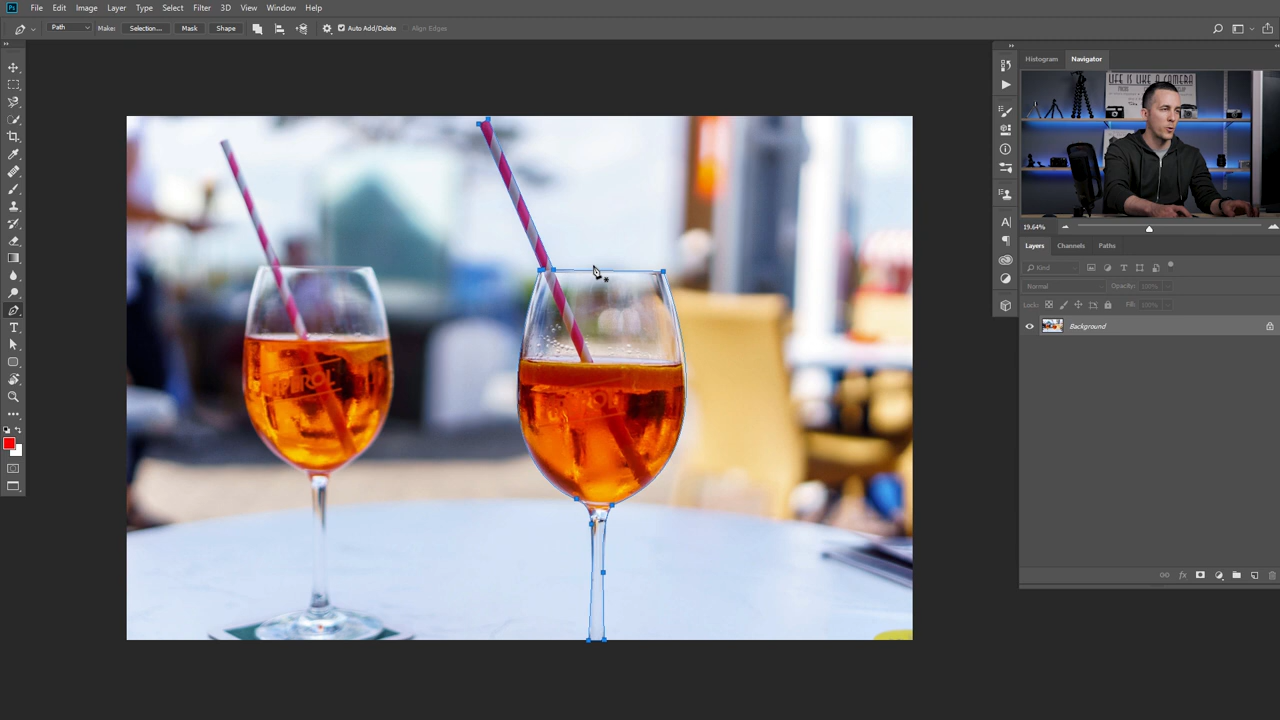 Ps File Edit Image Layer Type Select Filter 3D View Window Help
Path Make: Selection... Mask Shape Auto Add/Delete Align Edges
Histogram Navigator
LIFE IS LIKE A CAMERA
19.64%
Layers Channels Paths
Kind
Normal Opacity: 100%
Lock: Fill: 100%
Background